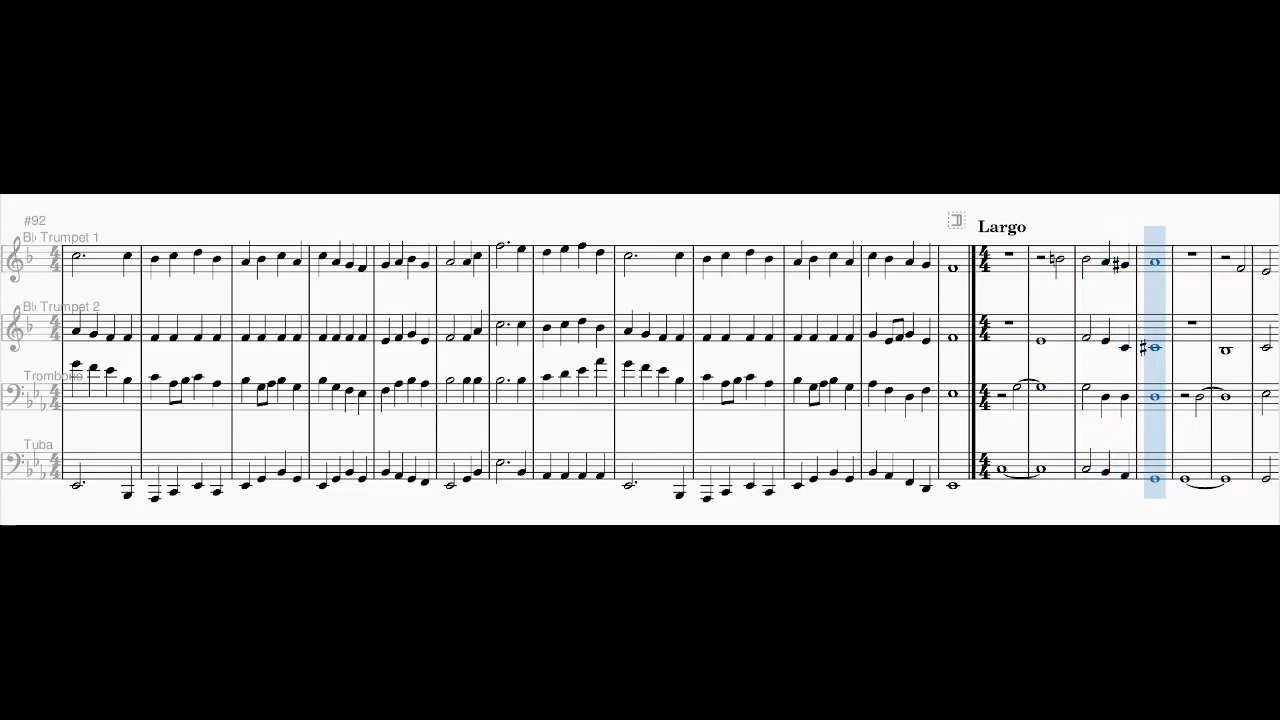 #92
B♭ Trumpet 1
Largo
B♭ Trumpet 2
Trombone
Tuba